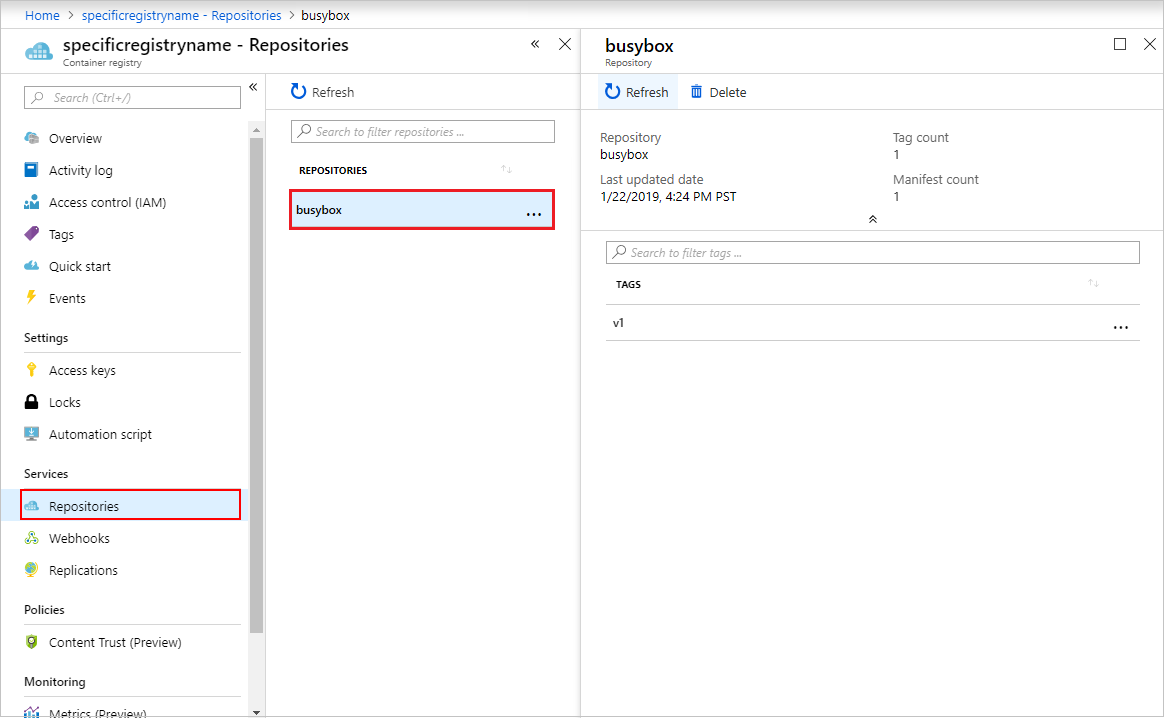 Home > specificregistryname - Repositories > busybox
specificregistryname - Repositories
Container registry
Search (Ctrl+/)
Overview
Activity log
Access control (IAM)
Tags
Quick start
Events
Settings
Access keys
Locks
Automation script
Services
Repositories
Webhooks
Replications
Policies
Content Trust (Preview)
Monitoring
Metrics (Preview)
Refresh
Search to filter repositories ...
REPOSITORIES
busybox ...
busybox
Repository
Refresh Delete
Repository
busybox
Tag count
1
Last updated date
1/22/2019, 4:24 PM PST
Manifest count
1
Search to filter tags ...
TAGS
v1 ...